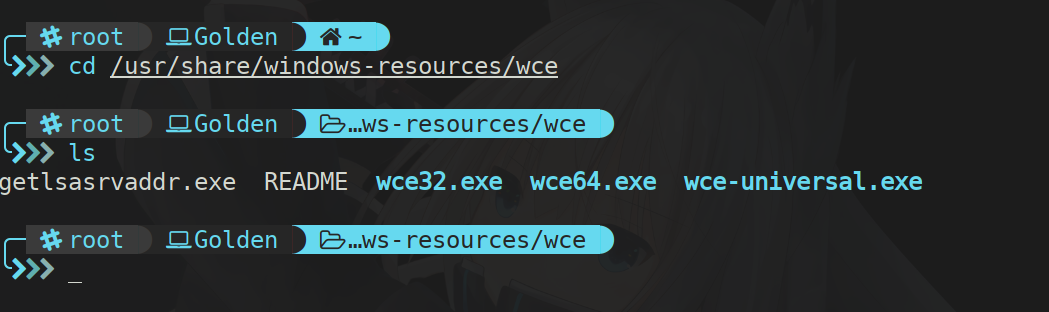 root Golden ~
cd /usr/share/windows-resources/wce
root Golden …ws-resources/wce
ls
getlsasrvaddr.exe README wce32.exe wce64.exe wce-universal.exe
root Golden …ws-resources/wce
_